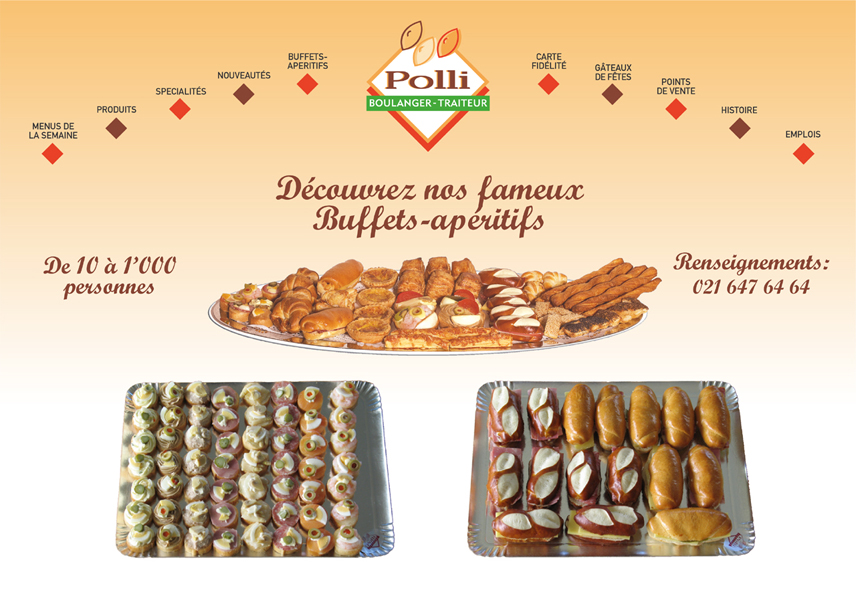 MENUS DE
LA SEMAINE
PRODUITS
SPECIALITÉS
NOUVEAUTÉS
BUFFETS-
APERITIFS
Polli
BOULANGER-TRAITEUR
CARTE
FIDÉLITÉ
GÂTEAUX
DE FÊTES
POINTS
DE VENTE
HISTOIRE
EMPLOIS
Découvrez nos fameux
Buffets-apéritifs
De 10 à 1'000
personnes
Renseignements:
021 647 64 64